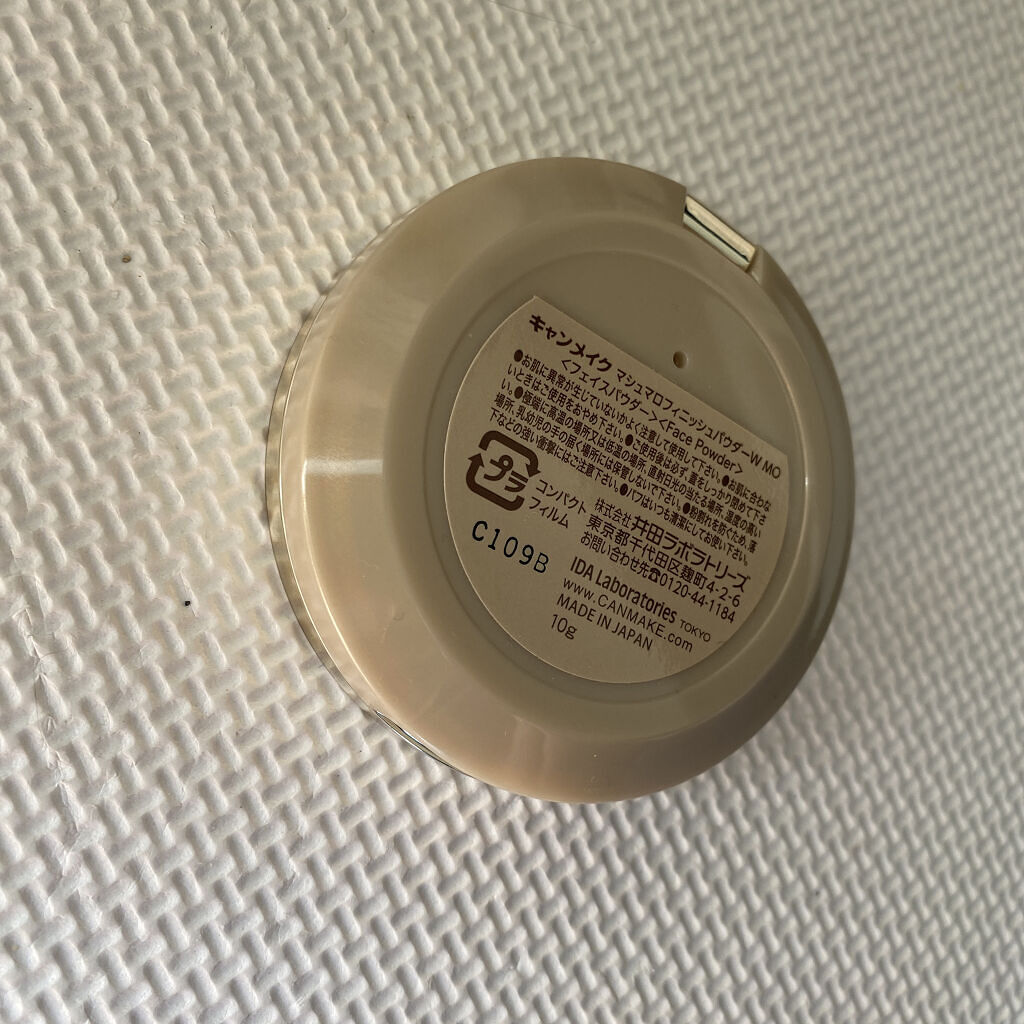 キャンメイク マシュマロフィニッシュパウダーW MO
<フェイスパウダー><Face Powder>
●お肌に異常が生じていないかよく注意して使用して下さい。●お肌に合わな
いときはご使用をおやめ下さい。●ご使用後は必ず、蓋をしっかり閉めて下さ
い。●極端に高温の場所又は低温の場所、直射日光の当たる場所、湿度の高い
場所、乳幼児の手の届く場所には保管しないで下さい。●粉割れを防ぐため、落
下などの強い衝撃にはご注意下さい。●パフはいつも清潔にしてお使い下さい。
プラ
コンパクト
フィルム
株式会社 井田ラボラトリーズ
東京都千代田区麹町4-2-6
お問い合わせ先☎0120-44-1184
C109B
IDA Laboratories TOKYO
www.CANMAKE.com
MADE IN JAPAN
10g